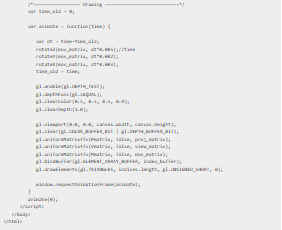 /*================= Drawing ===========================*/
var time_old = 0;
var animate = function(time) {
var dt = time-time_old;
rotateZ(mov_matrix, dt*0.005);//time
rotateY(mov_matrix, dt*0.002);
rotateX(mov_matrix, dt*0.003);
time_old = time;
gl.enable(gl.DEPTH_TEST);
gl.depthFunc(gl.LEQUAL);
gl.clearColor(0.5, 0.5, 0.5, 0.9);
gl.clearDepth(1.0);
gl.viewport(0.0, 0.0, canvas.width, canvas.height);
gl.clear(gl.COLOR_BUFFER_BIT | gl.DEPTH_BUFFER_BIT);
gl.uniformMatrix4fv(Pmatrix, false, proj_matrix);
gl.uniformMatrix4fv(Vmatrix, false, view_matrix);
gl.uniformMatrix4fv(Mmatrix, false, mov_matrix);
gl.bindBuffer(gl.ELEMENT_ARRAY_BUFFER, index_buffer);
gl.drawElements(gl.TRIANGLES, indices.length, gl.UNSIGNED_SHORT, 0);
window.requestAnimationFrame(animate);
}
animate(0);
</script>
</body>
</html>